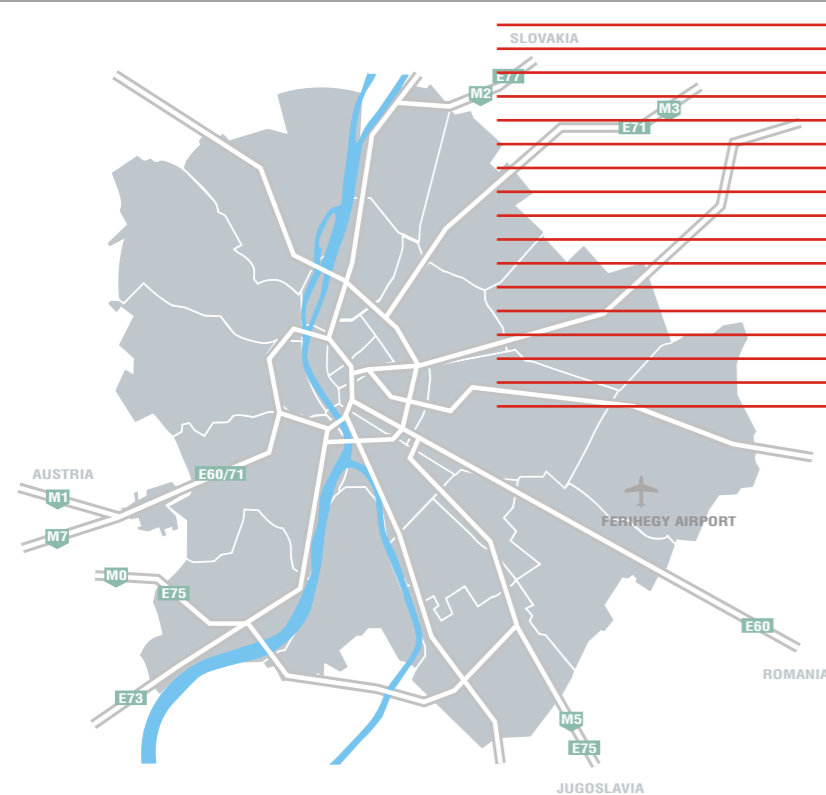 SLOVAKIA
E77
M2
M3
E71
AUSTRIA
E60/71
M1
M7
FERIHEGY AIRPORT
M0
E75
E60
ROMANIA
E73
M5
E75
JUGOSLAVIA